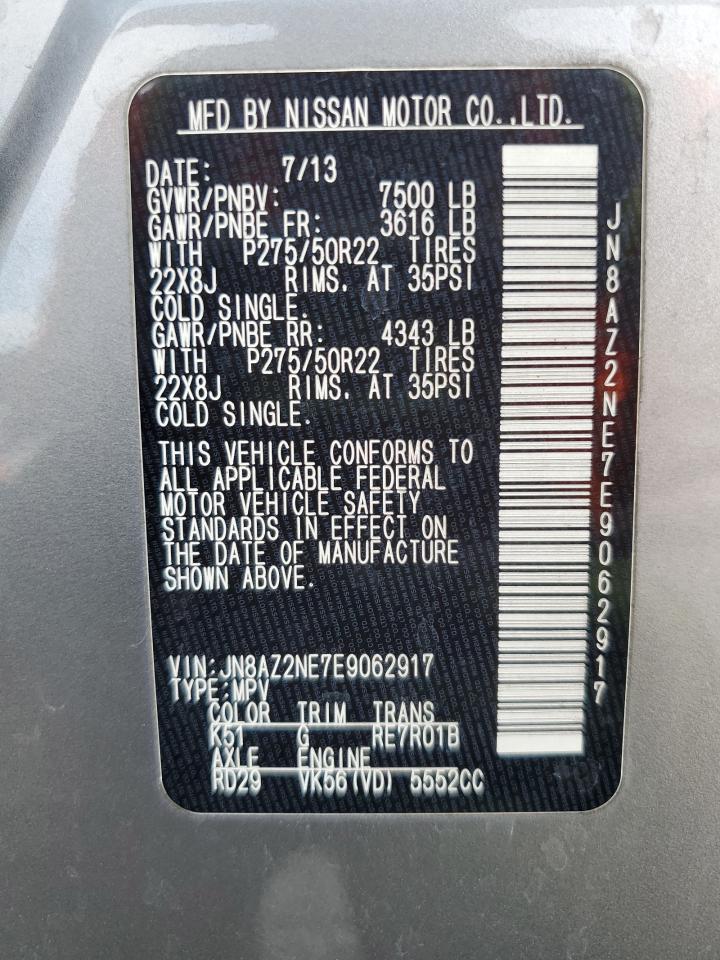 MFD BY NISSAN MOTOR CO.,LTD.
DATE: 7/13
GVWR/PNBV: 7500 LB
GAWR/PNBE FR: 3616 LB
WITH P275/50R22 TIRES
22X8J RIMS, AT 35PSI
COLD SINGLE.
GAWR/PNBE RR: 4343 LB
WITH P275/50R22 TIRES
22X8J RIMS, AT 35PSI
COLD SINGLE.
THIS VEHICLE CONFORMS TO
ALL APPLICABLE FEDERAL
MOTOR VEHICLE SAFETY
STANDARDS IN EFFECT ON
THE DATE OF MANUFACTURE
SHOWN ABOVE.
VIN:JN8AZ2NE7E9062917
TYPE:MPV
COLOR TRIM TRANS
K51 G RE7R01B
AXLE ENGINE
RD29 VK56(VD) 5552CC
JN8AZ2NE7E9062917